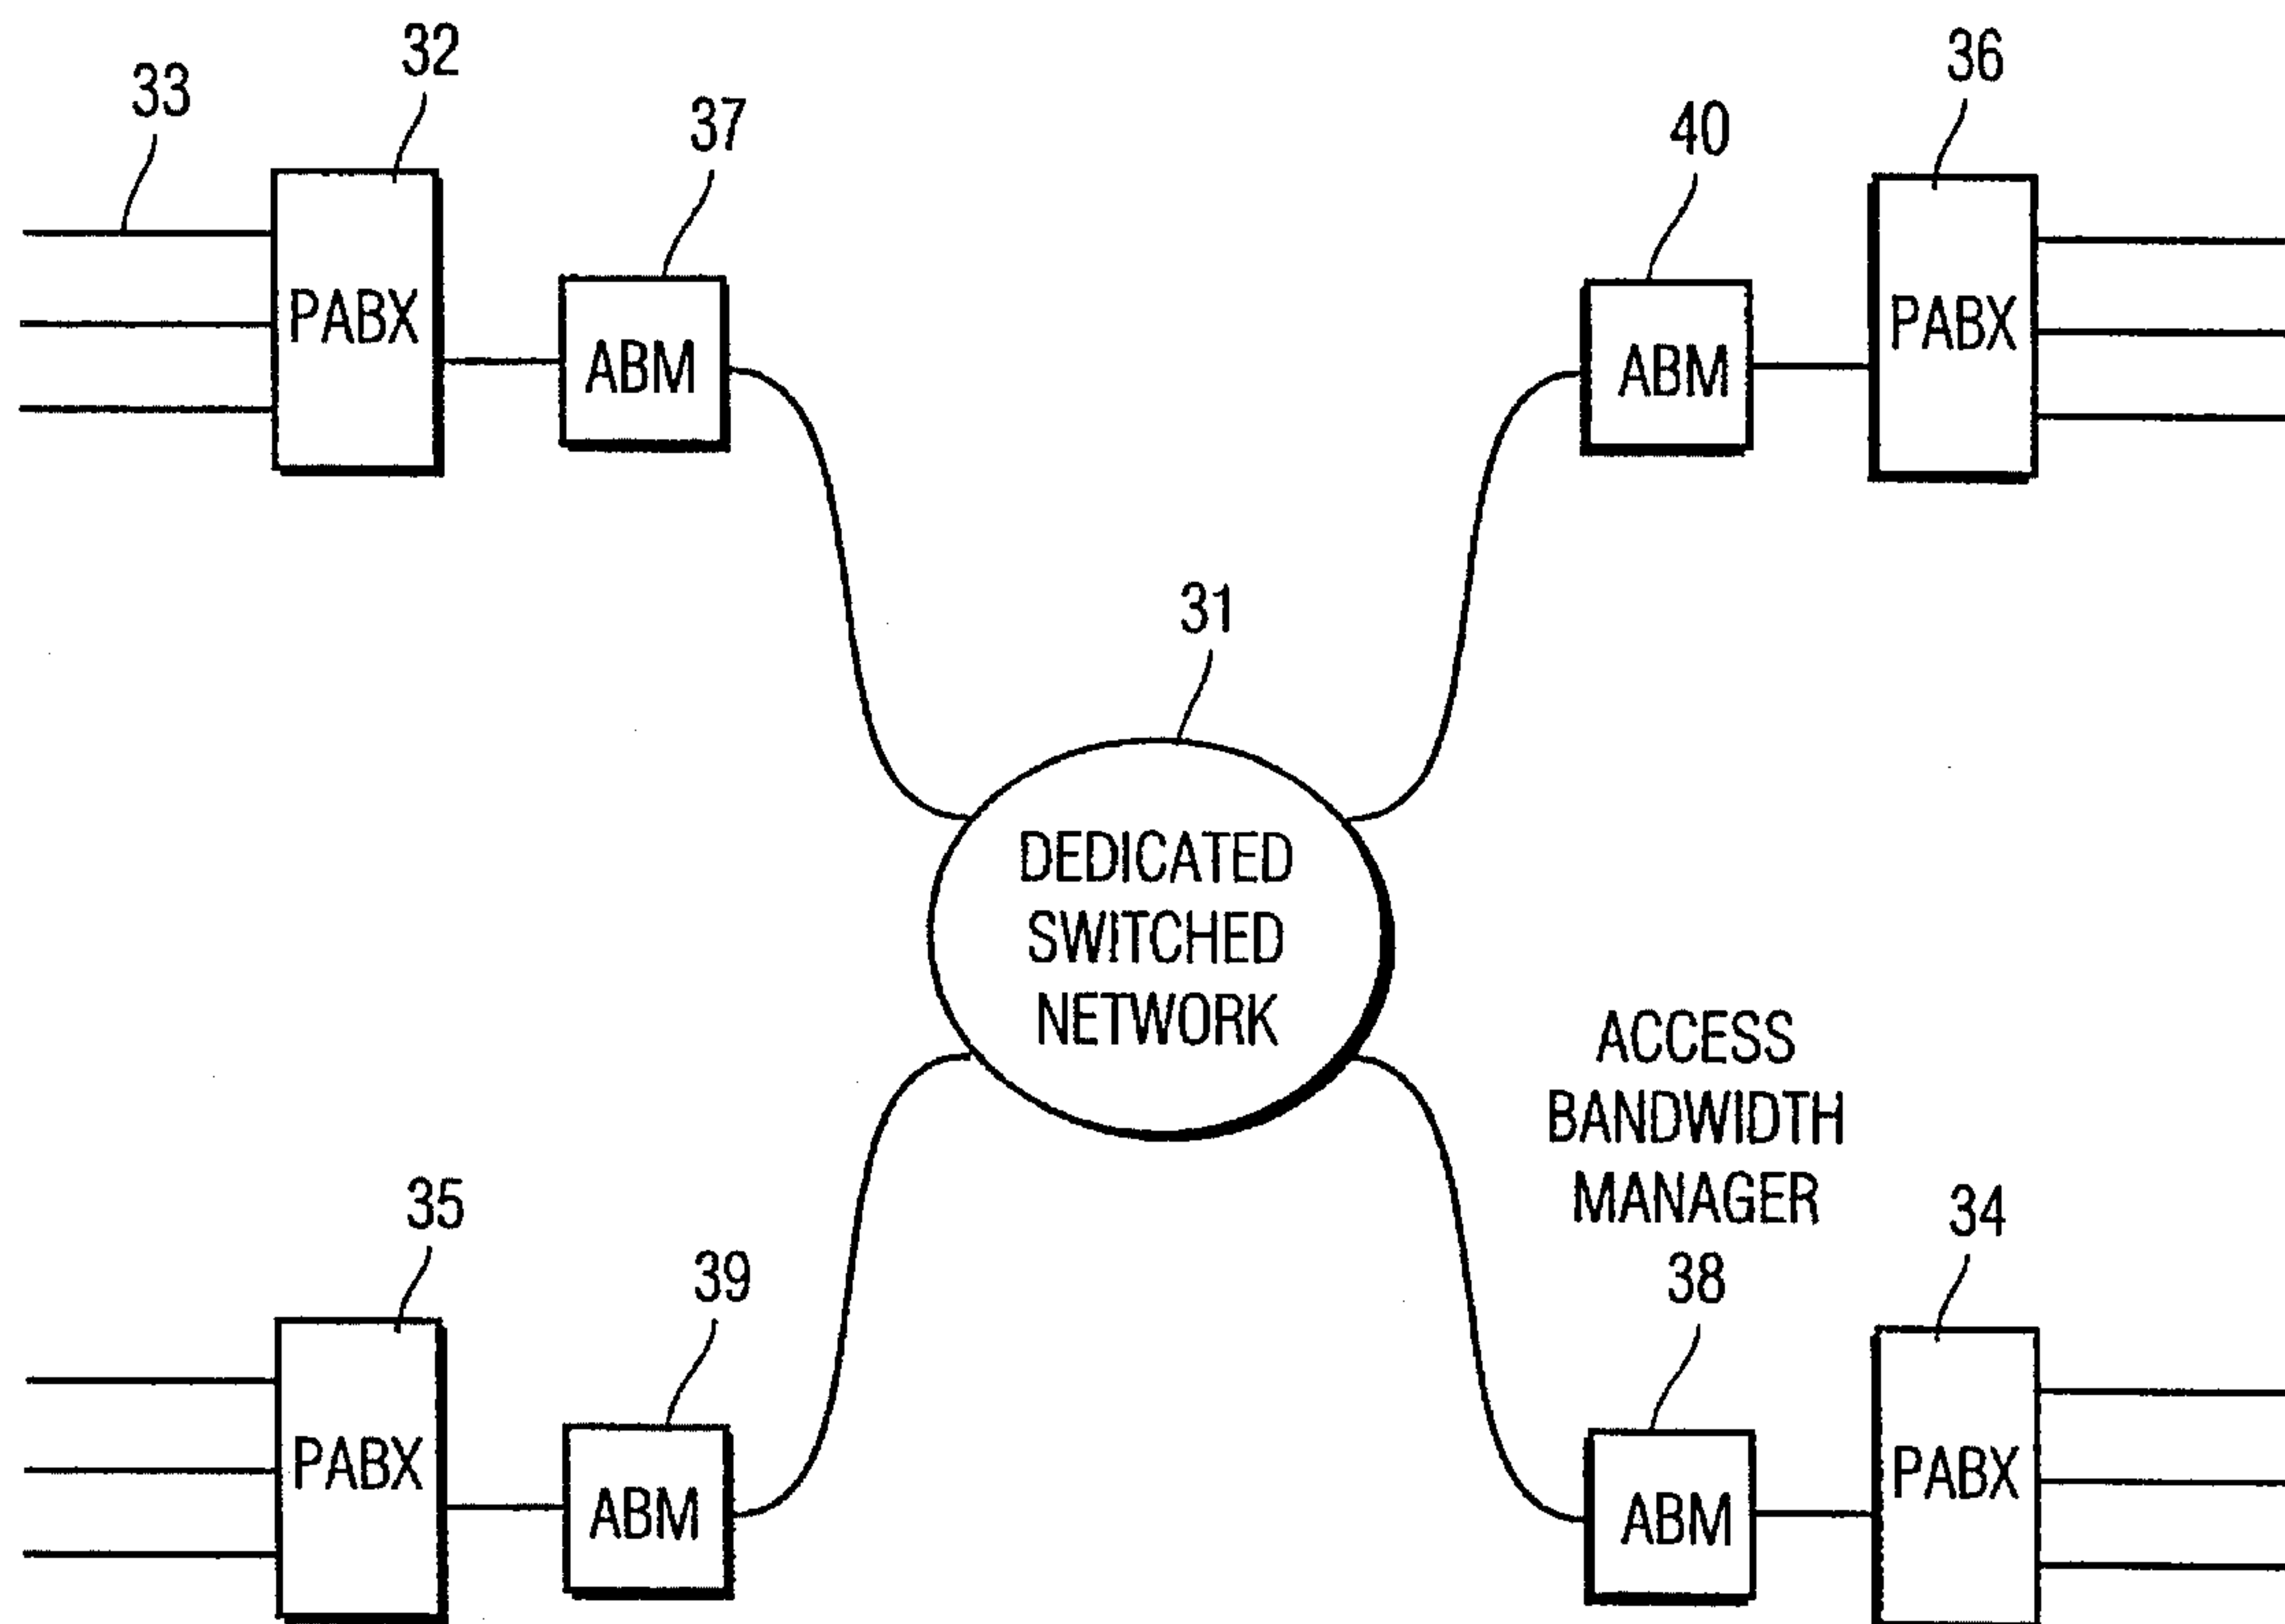 32
36
33
37
40
PABX
PABX
ABM
ABM
31
DEDICATED
SWITCHED
NETWORK
ACCESS
BANDWIDTH
MANAGER
35
34
39
38
PABX
PABX
ABM
ABM